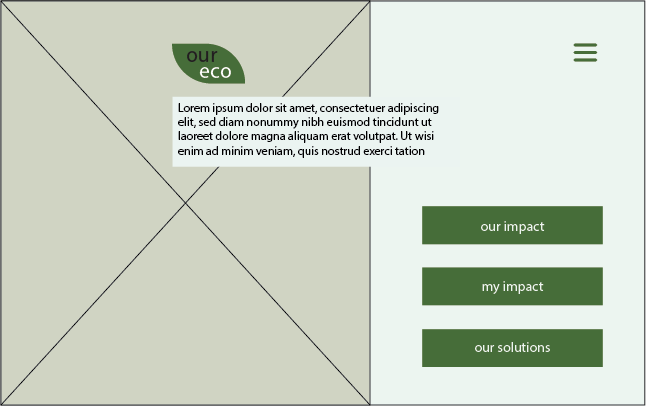 our
eco
Lorem ipsum dolor sit amet, consectetuer adipiscing
elit, sed diam nonummy nibh euismod tincidunt ut
laoreet dolore magna aliquam erat volutpat. Ut wisi
enim ad minim veniam, quis nostrud exerci tation
our impact
my impact
our solutions